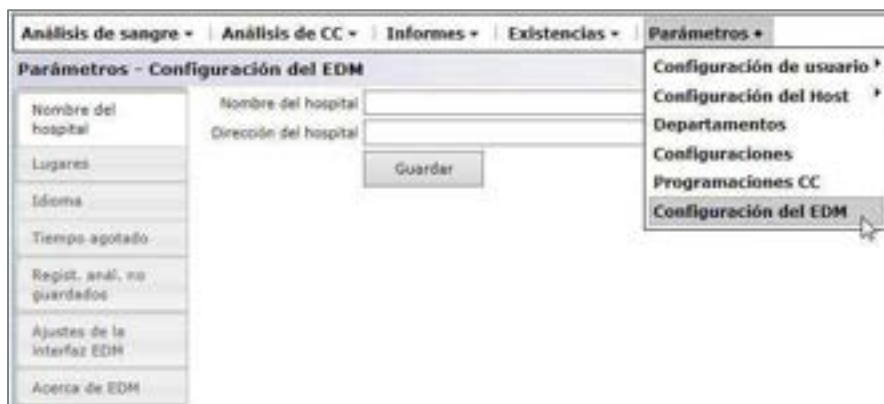 Análisis de sangre Análisis de CC Informes Existencias Parámetros
Parámetros - Configuración del EDM
Nombre del
hospital
Lugares
Idioma
Tiempo agotado
Regist. anál. no
guardados
Ajustes de la
interfaz EDM
Acerca de EDM
Nombre del hospital
Dirección del hospital
Guardar
Configuración de usuario
Configuración del Host
Departamentos
Configuraciones
Programaciones CC
Configuración del EDM